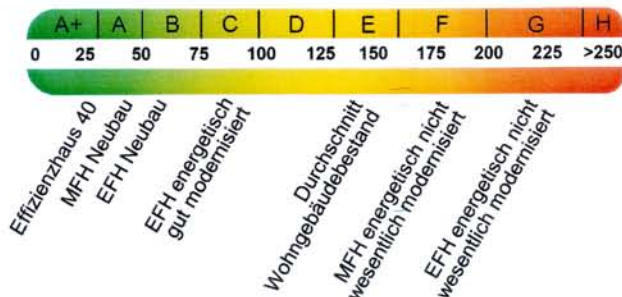 A+ A B C D E F G H
0 25 50 75 100 125 150 175 200 225 >250
Effizienzhaus 40
MFH Neubau
EFH Neubau
EFH energetisch
gut modernisiert
Durchschnitt
Wohngebäudebestand
MFH energetisch nicht
wesentlich modernisiert
EFH energetisch nicht
wesentlich modernisiert